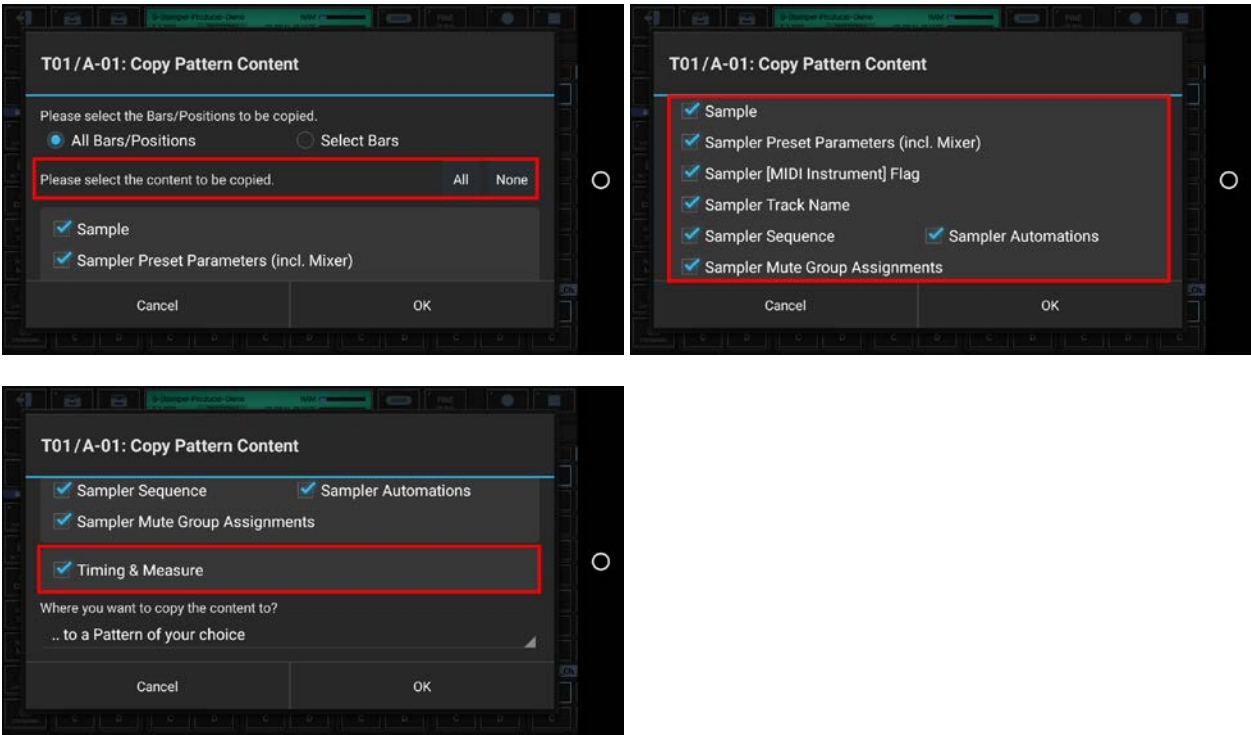 T01/A-01: Copy Pattern Content
Please select the Bars/Positions to be copied.
All Bars/Positions Select Bars
Please select the content to be copied. All None
Sample
Sampler Preset Parameters (incl. Mixer)
Cancel OK
T01/A-01: Copy Pattern Content
Sample
Sampler Preset Parameters (incl. Mixer)
Sampler [MIDI Instrument] Flag
Sampler Track Name
Sampler Sequence Sampler Automations
Sampler Mute Group Assignments
Cancel OK
T01/A-01: Copy Pattern Content
Sampler Sequence Sampler Automations
Sampler Mute Group Assignments
Timing & Measure
Where you want to copy the content to?
.. to a Pattern of your choice
Cancel OK